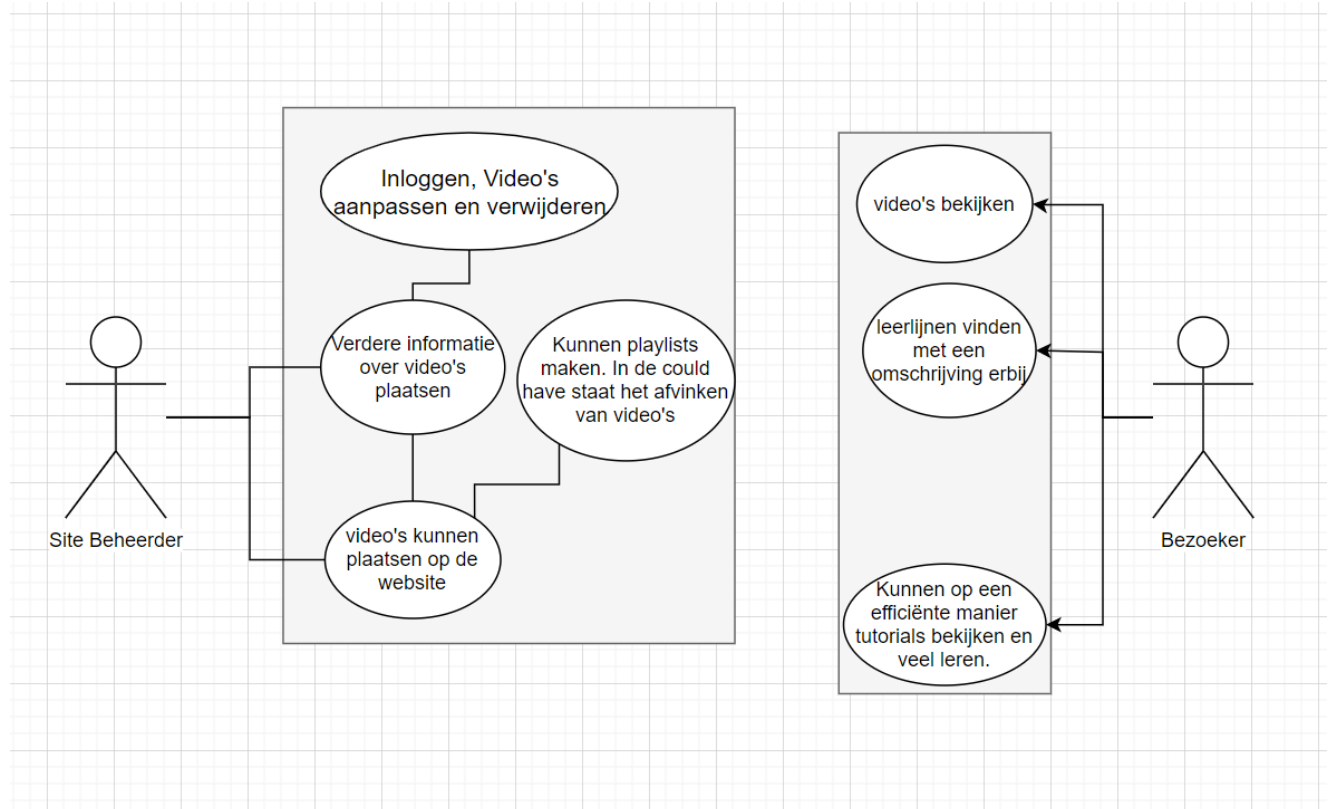 Inloggen, Video's
aanpassen en verwijderen
Verdere informatie
over video's
plaatsen
Kunnen playlists
maken. In de could
have staat het afvinken
van video's
video's kunnen
plaatsen op de
website
Site Beheerder
video's bekijken
leerlijnen vinden
met een
omschrijving erbij
Kunnen op een
efficiënte manier
tutorials bekijken en
veel leren.
Bezoeker